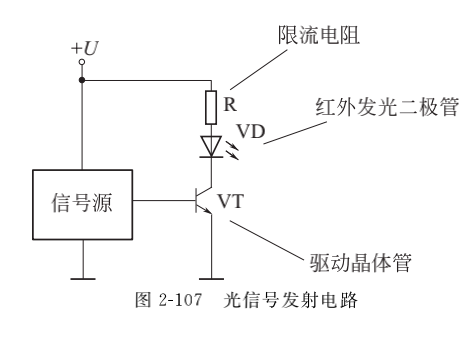 限流电阻
+U
R
红外发光二极管
VD
信号源
VT
驱动晶体管
图 2-107 光信号发射电路